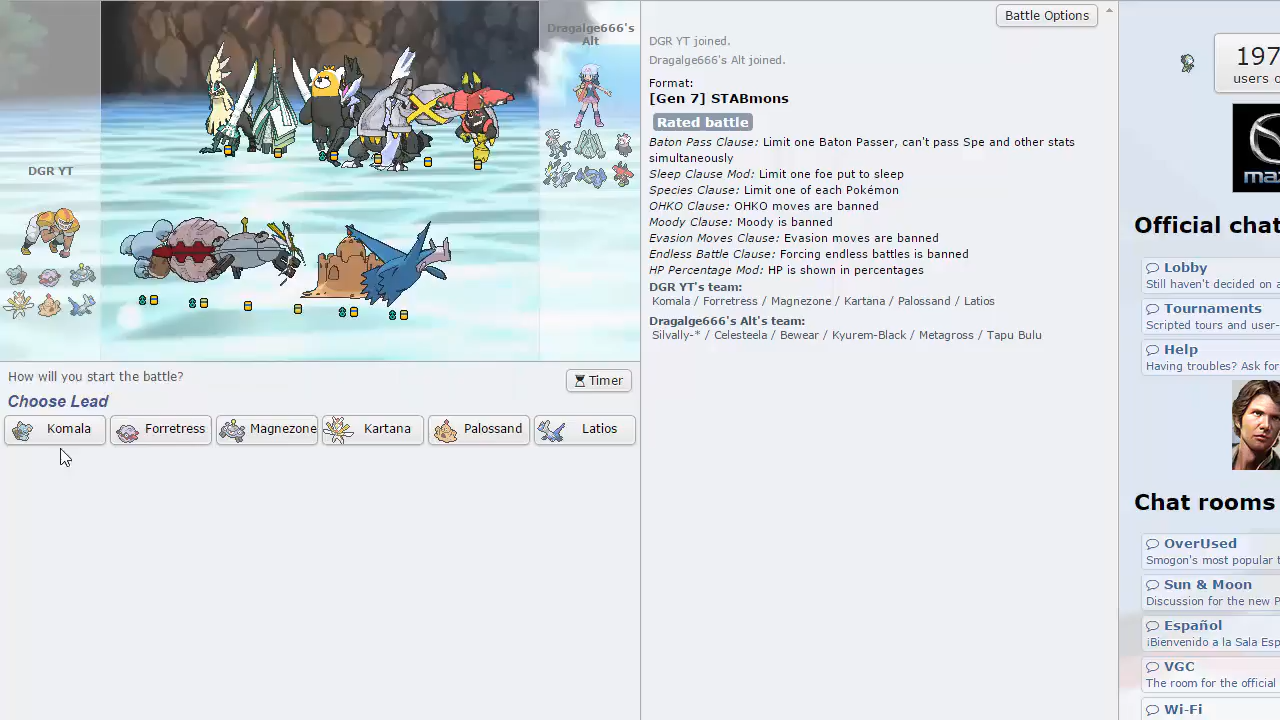 Dragalge666's
Alt
DGR YT
How will you start the battle?
Timer
Choose Lead
Komala
Forretress
Magnezone
Kartana
Palossand
Latios
Battle Options
DGR YT joined.
Dragalge666's Alt joined.
Format:
[Gen 7] STABmons
Rated battle
Baton Pass Clause: Limit one Baton Passer, can't pass Spe and other stats
simultaneously
Sleep Clause Mod: Limit one foe put to sleep
Species Clause: Limit one of each Pokémon
OHKO Clause: OHKO moves are banned
Moody Clause: Moody is banned
Evasion Moves Clause: Evasion moves are banned
Endless Battle Clause: Forcing endless battles is banned
HP Percentage Mod: HP is shown in percentages
DGR YT's team:
Komala / Forretress / Magnezone / Kartana / Palossand / Latios
Dragalge666's Alt's team:
Silvally-* / Celesteela / Bewear / Kyurem-Black / Metagross / Tapu Bulu
197
users o
maz
Official chat
Lobby
Still haven't decided on a
Tournaments
Scripted tours and user-
Help
Having troubles? Ask for
Chat rooms
OverUsed
Smogon's most popular t
Sun & Moon
Discussion for the new P
Español
¡Bienvenido a la Sala Esp
VGC
The room for the official
Wi-Fi